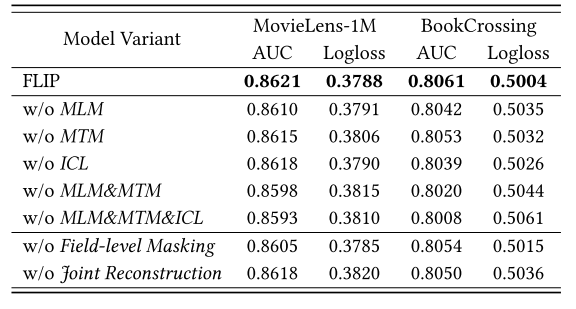 Model Variant MovieLens-1M BookCrossing
AUC Logloss AUC Logloss
FLIP 0.8621 0.3788 0.8061 0.5004
w/o MLM 0.8610 0.3791 0.8042 0.5035
w/o MTM 0.8615 0.3806 0.8053 0.5032
w/o ICL 0.8618 0.3790 0.8039 0.5026
w/o MLM&MTM 0.8598 0.3815 0.8020 0.5044
w/o MLM&MTM&ICL 0.8593 0.3810 0.8008 0.5061
w/o Field-level Masking 0.8605 0.3785 0.8054 0.5015
w/o Joint Reconstruction 0.8618 0.3820 0.8050 0.5036